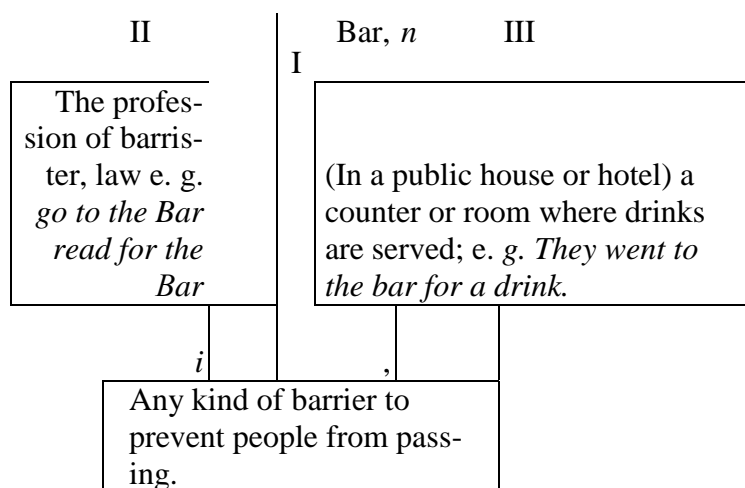 II Bar, n III
I
The profes-
sion of barris-
ter, law e. g.
go to the Bar
read for the
Bar
(In a public house or hotel) a
counter or room where drinks
are served; e. g. They went to
the bar for a drink.
i ,
Any kind of barrier to
prevent people from pass-
ing.